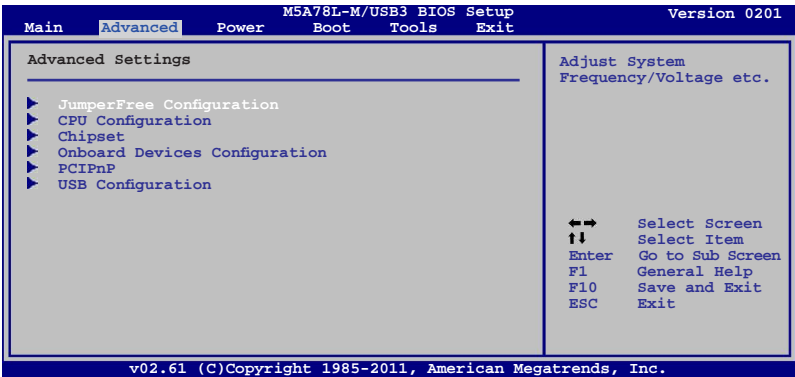 M5A78L-M/USB3 BIOS Setup Version 0201
Main Advanced Power Boot Tools Exit
Advanced Settings
JumperFree Configuration
CPU Configuration
Chipset
Onboard Devices Configuration
PCIPnP
USB Configuration
Adjust System
Frequency/Voltage etc.
←→ Select Screen
↑↓ Select Item
Enter Go to Sub Screen
F1 General Help
F10 Save and Exit
ESC Exit
v02.61 (C)Copyright 1985-2011, American Megatrends, Inc.